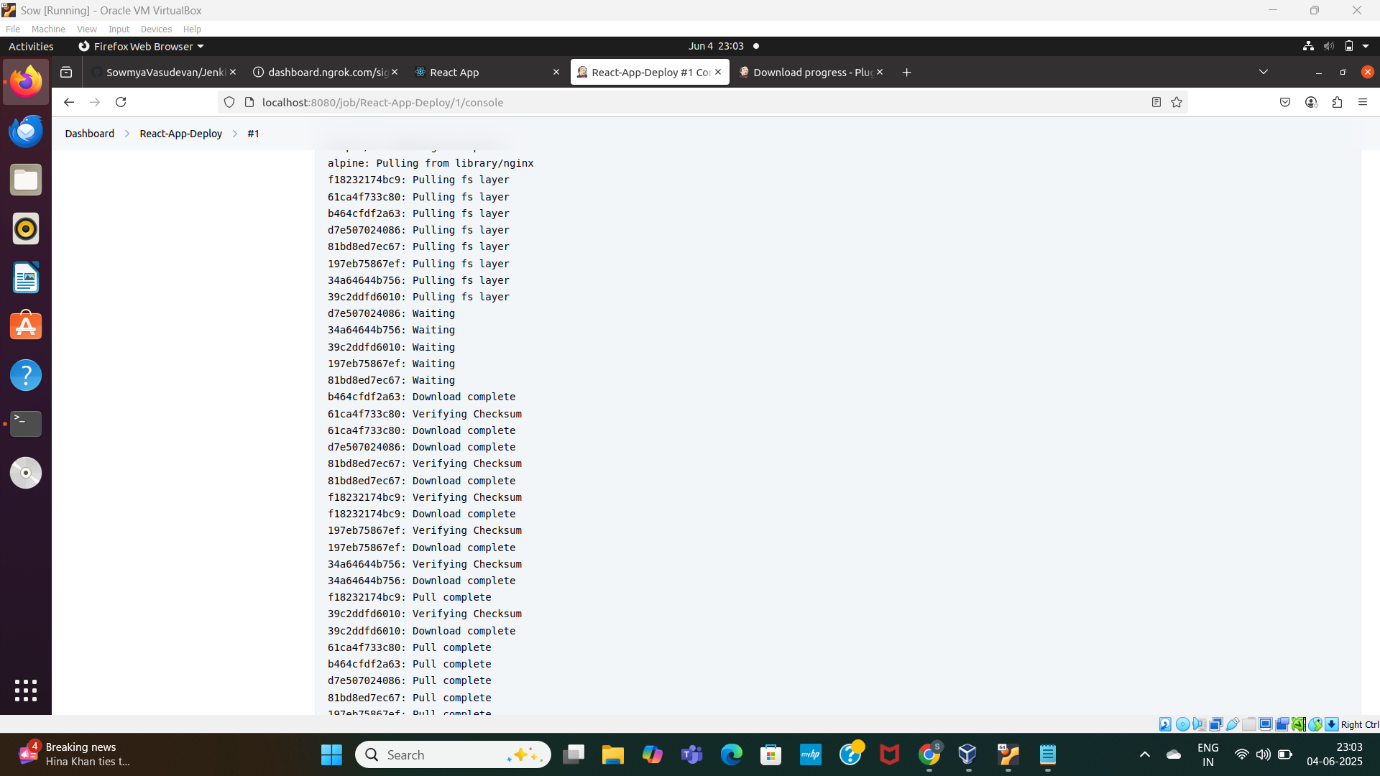 Sow [Running] - Oracle VM VirtualBox
File Machine View Input Devices Help
Activities Firefox Web Browser Jun 4 23:03
SowmyaVasudevan/Jenki dashboard.ngrok.com/sig React App React-App-Deploy #1 Cor Download progress - Plug
localhost:8080/job/React-App-Deploy/1/console
Dashboard React-App-Deploy #1
alpine: Pulling from library/nginx
f18232174bc9: Pulling fs layer
61ca4f733c80: Pulling fs layer
b464cfdf2a63: Pulling fs layer
d7e507024086: Pulling fs layer
81bd8ed7ec67: Pulling fs layer
197eb75867ef: Pulling fs layer
34a64644b756: Pulling fs layer
39c2ddfd6010: Pulling fs layer
d7e507024086: Waiting
34a64644b756: Waiting
39c2ddfd6010: Waiting
197eb75867ef: Waiting
81bd8ed7ec67: Waiting
b464cfdf2a63: Download complete
61ca4f733c80: Verifying Checksum
61ca4f733c80: Download complete
d7e507024086: Download complete
81bd8ed7ec67: Verifying Checksum
81bd8ed7ec67: Download complete
f18232174bc9: Verifying Checksum
f18232174bc9: Download complete
197eb75867ef: Verifying Checksum
197eb75867ef: Download complete
34a64644b756: Verifying Checksum
34a64644b756: Download complete
f18232174bc9: Pull complete
39c2ddfd6010: Verifying Checksum
39c2ddfd6010: Download complete
61ca4f733c80: Pull complete
b464cfdf2a63: Pull complete
d7e507024086: Pull complete
81bd8ed7ec67: Pull complete
197eb75867ef: Pull complete
Right Ctrl
4 Breaking news
Hina Khan ties t...
Search
ENG
IN
23:03
04-06-2025